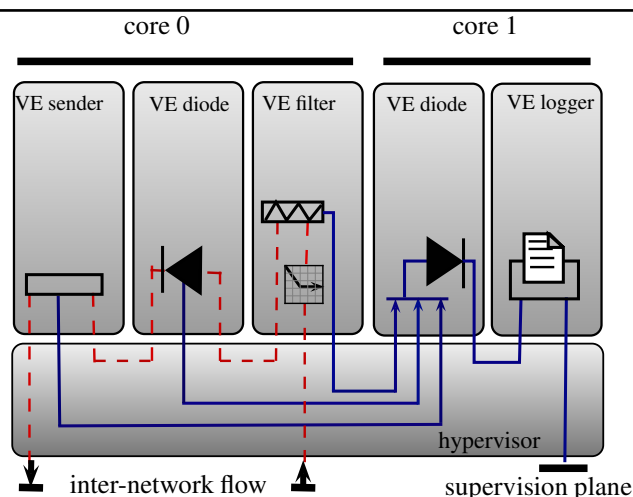 core 0
core 1
VE sender
VE diode
VE filter
VE diode
VE logger
hypervisor
inter-network flow
supervision plane